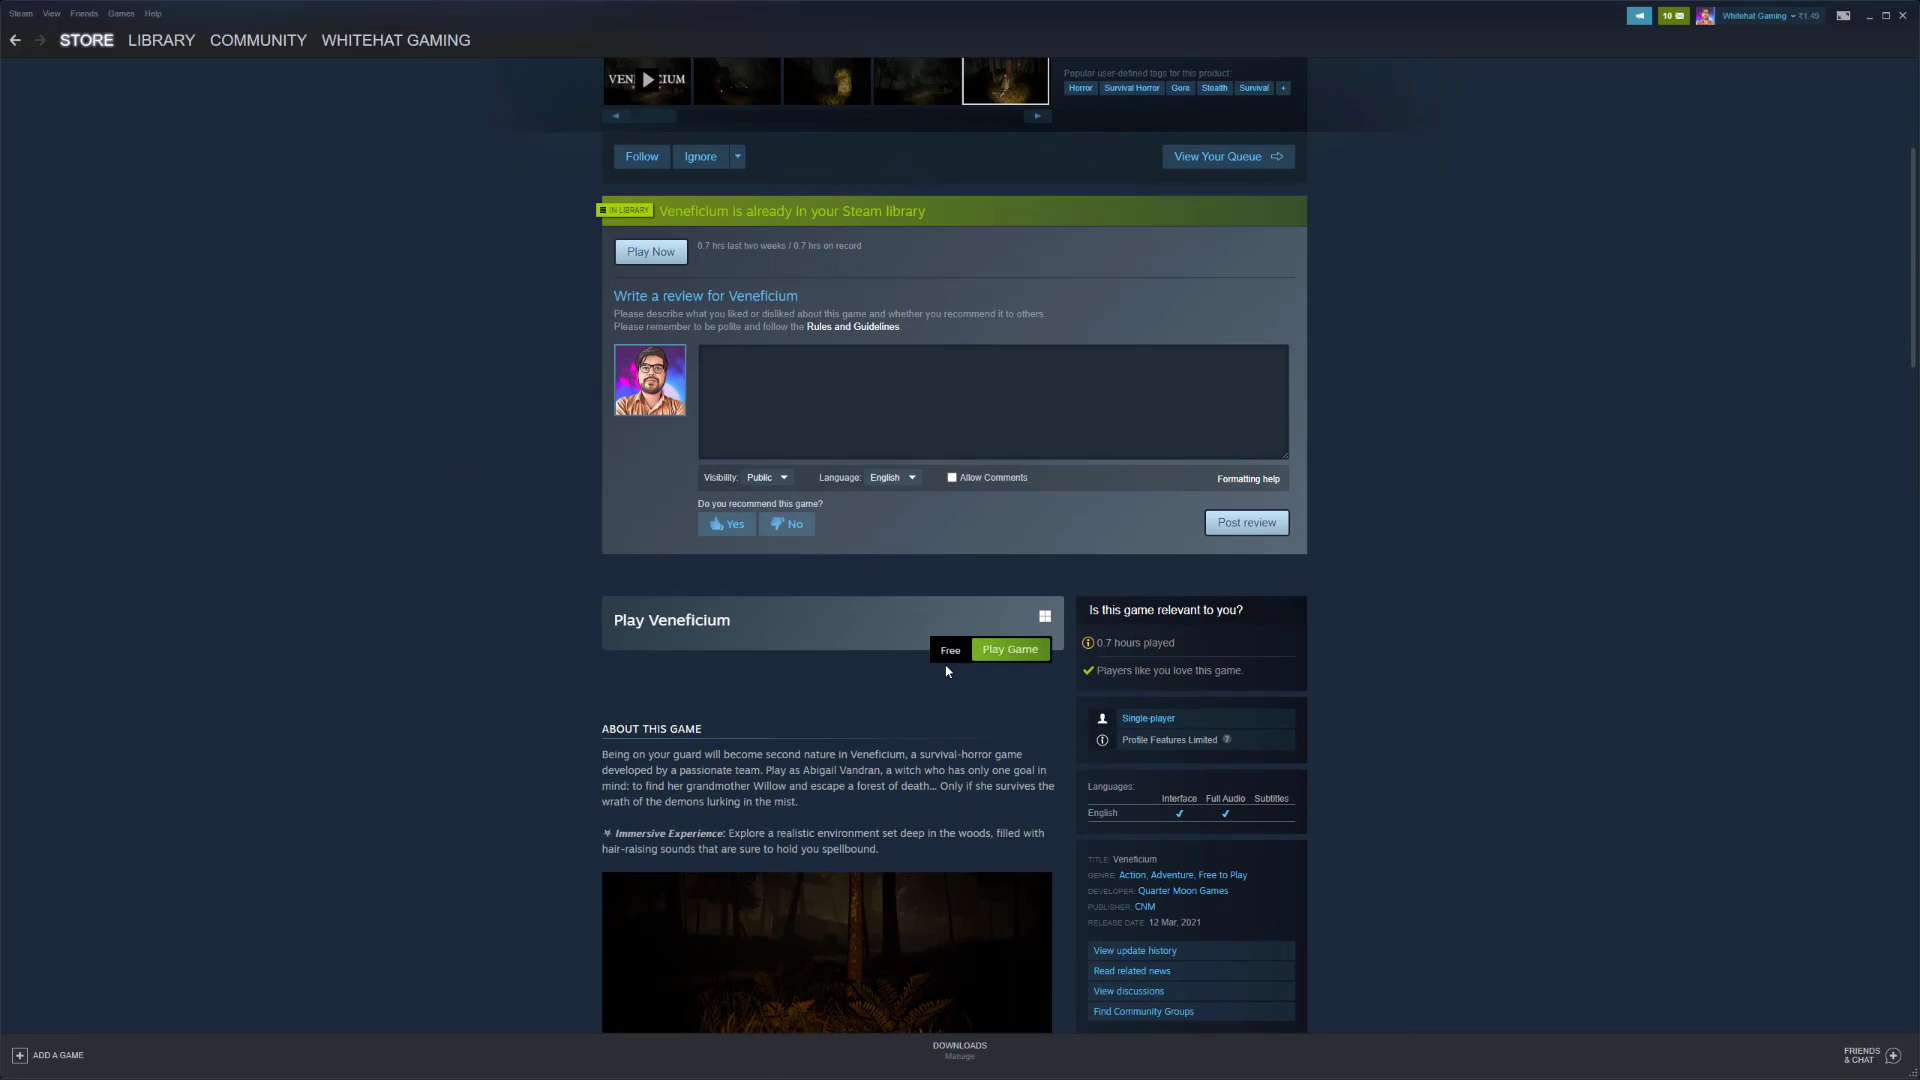 Steam View Friends Games Help
10 Whitehat Gaming ₹1.49
STORE LIBRARY COMMUNITY WHITEHAT GAMING
Popular user-defined tags for this product:
Horror Survival Horror Gore Stealth Survival +
Follow Ignore
View Your Queue
IN LIBRARY Veneficium is already in your Steam library
Play Now 0.7 hrs last two weeks / 0.7 hrs on record
Write a review for Veneficium
Please describe what you liked or disliked about this game and whether you recommend it to others.
Please remember to be polite and follow the Rules and Guidelines.
Visibility: Public Language: English Allow Comments Formatting help
Do you recommend this game?
Yes No
Post review
Play Veneficium
Free Play Game
Is this game relevant to you?
0.7 hours played
Players like you love this game.
Single-player
Profile Features Limited ?
ABOUT THIS GAME
Being on your guard will become second nature in Veneficium, a survival-horror game
developed by a passionate team. Play as Abigail Vandran, a witch who has only one goal in
mind: to find her grandmother Willow and escape a forest of death... Only if she survives the
wrath of the demons lurking in the mist.
Immersive Experience: Explore a realistic environment set deep in the woods, filled with
hair-raising sounds that are sure to hold you spellbound.
Languages:
Interface Full Audio Subtitles
English ✔ ✔
TITLE: Veneficium
GENRE: Action, Adventure, Free to Play
DEVELOPER: Quarter Moon Games
PUBLISHER: CNM
RELEASE DATE: 12 Mar, 2021
View update history
Read related news
View discussions
Find Community Groups
ADD A GAME
DOWNLOADS
Manage
FRIENDS
& CHAT